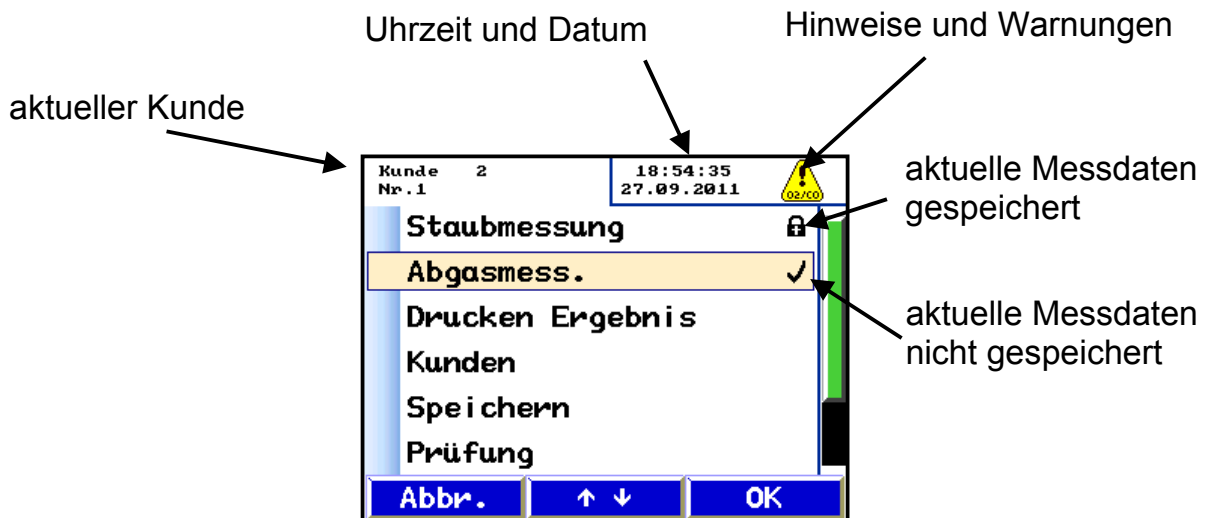 Uhrzeit und Datum
Hinweise und Warnungen
aktueller Kunde
Kunde 2
Nr.1
18:54:35
27.09.2011
O2/CO
aktuelle Messdaten
gespeichert
Staubmessung
Abgasmess.
Drucken Ergebnis
aktuelle Messdaten
nicht gespeichert
Kunden
Speichern
Prüfung
Abbr.
↑ ↓
OK